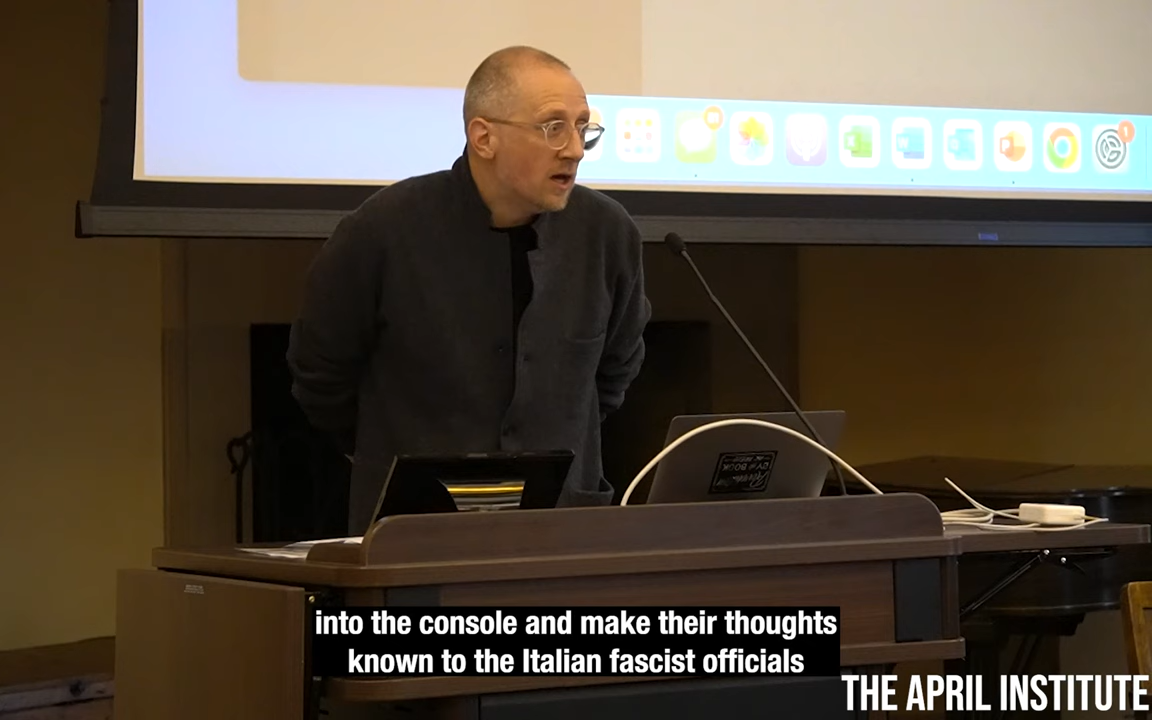 into the console and make their thoughts
known to the Italian fascist officials
THE APRIL INSTITUTE